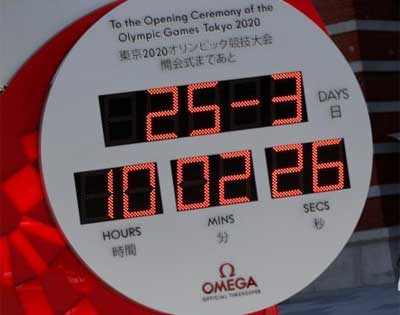 To the Opening Ceremony of the
Olympic Games Tokyo 2020
東京2020オリンピック競技大会
開会式まであと
25-3
DAYS
日
10 02 26
HOURS MINS SECS
時間 分 秒
Ω
OMEGA
OFFICIAL TIMEKEEPER